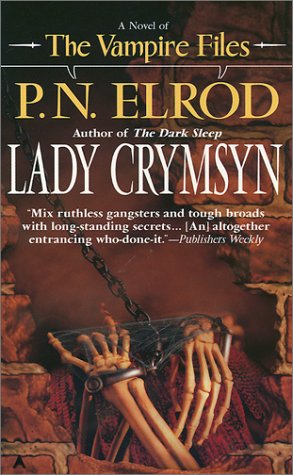 A Novel of
The Vampire Files
P.N. ELROD
Author of The Dark Sleep
LADY CRYMSYN
"Mix ruthless gangsters and tough broads
with long-standing secrets... [An] altogether
entrancing who-done-it."—Publishers Weekly
A